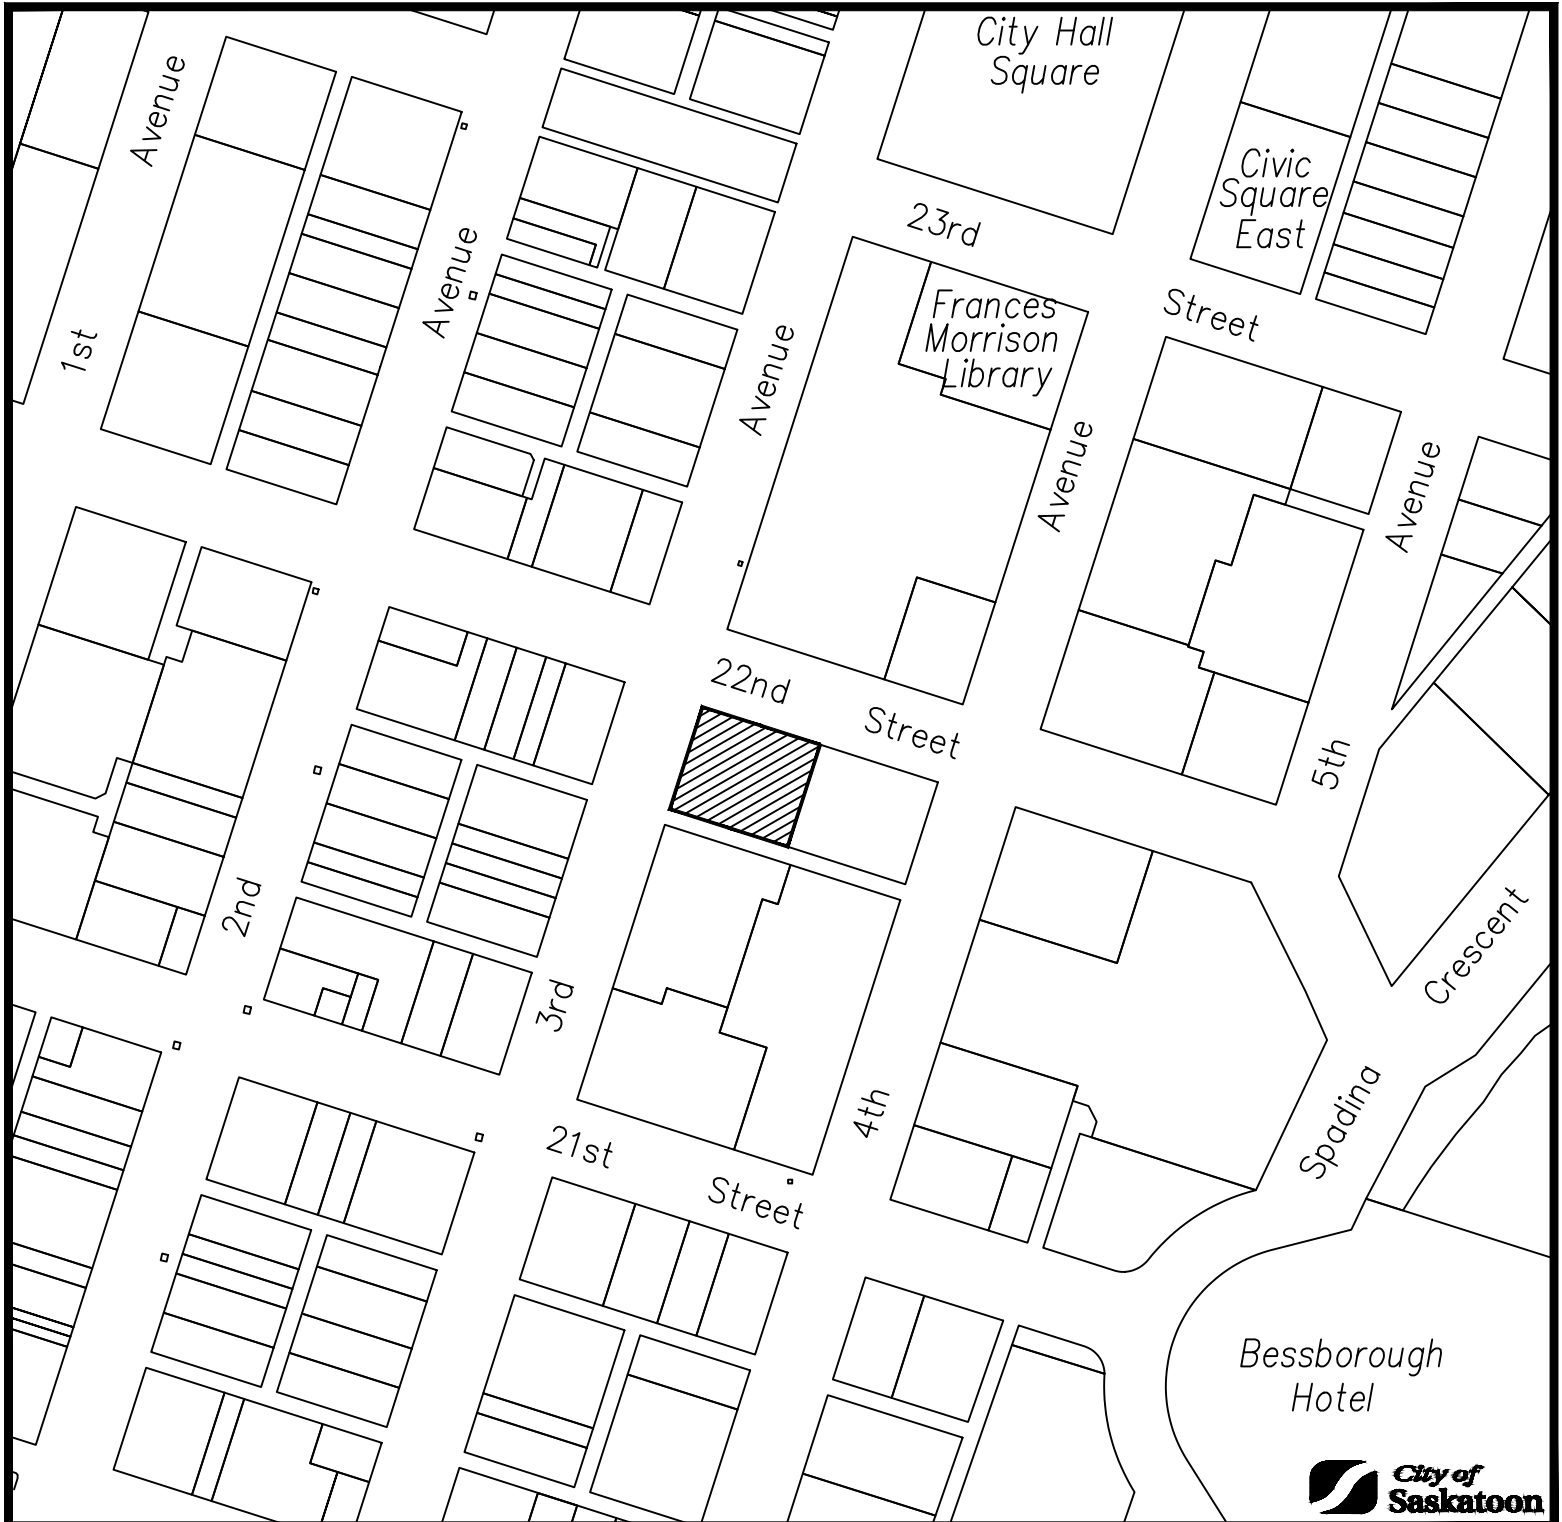 City Hall
Square
Avenue
Civic
Square
East
23rd
Street
Avenue
Frances
Morrison
Library
1st
Avenue
Avenue
Avenue
22nd
Street
5th
2nd
Crescent
3rd
4th
Spadina
21st
Street
Bessborough
Hotel
City of
Saskatoon